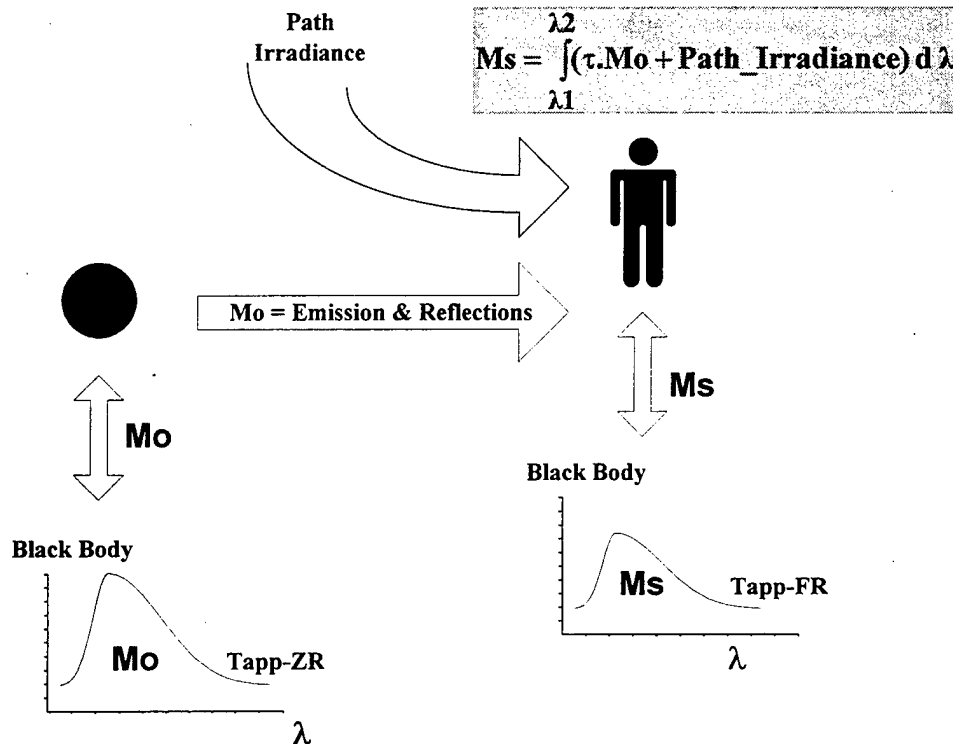 Path
Irradiance
λ2
Ms = ∫(τ.Mo + Path_Irradiance) d λ
λ1
Mo = Emission & Reflections
Mo
Ms
Black Body
Ms
Tapp-FR
λ
Black Body
Mo
Tapp-ZR
λ